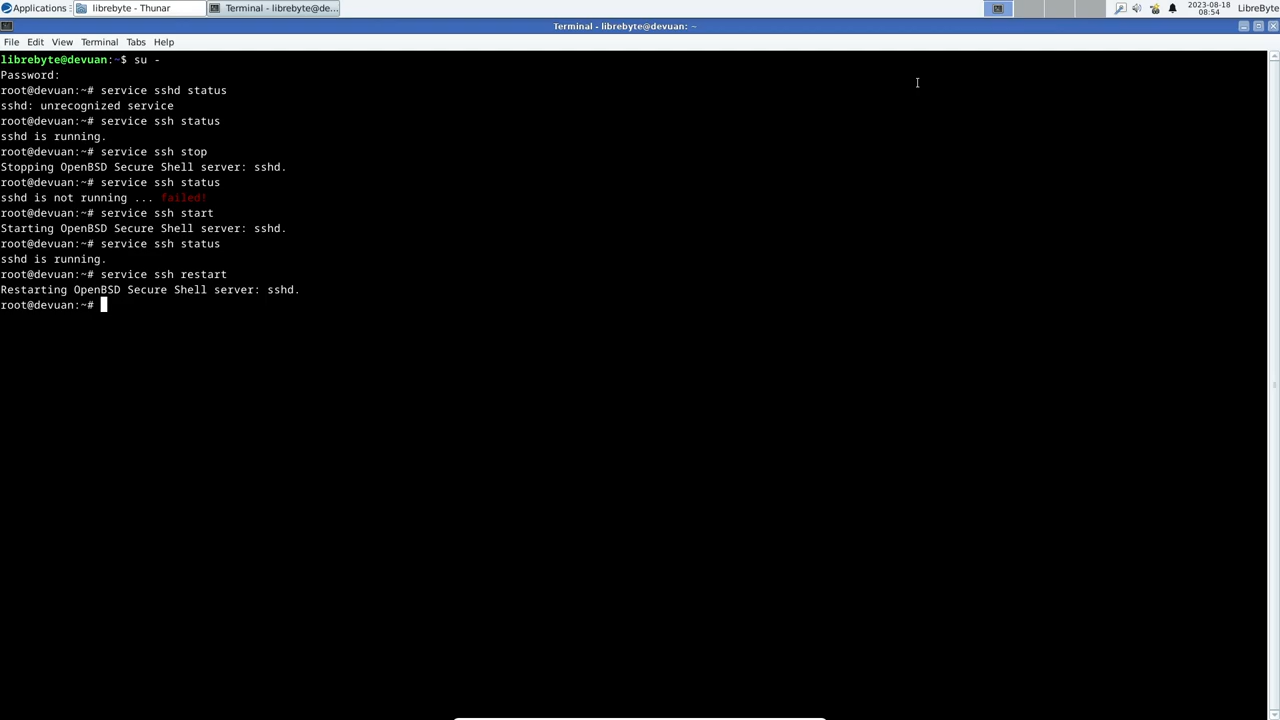 Applications
librebyte - Thunar
Terminal - librebyte@de...
2023-08-18
08:54
LibreByte
Terminal - librebyte@devuan: ~
File Edit View Terminal Tabs Help
librebyte@devuan:~$ su -
Password:
root@devuan:~# service sshd status
sshd: unrecognized service
root@devuan:~# service ssh status
sshd is running.
root@devuan:~# service ssh stop
Stopping OpenBSD Secure Shell server: sshd.
root@devuan:~# service ssh status
sshd is not running ... failed!
root@devuan:~# service ssh start
Starting OpenBSD Secure Shell server: sshd.
root@devuan:~# service ssh status
sshd is running.
root@devuan:~# service ssh restart
Restarting OpenBSD Secure Shell server: sshd.
root@devuan:~#